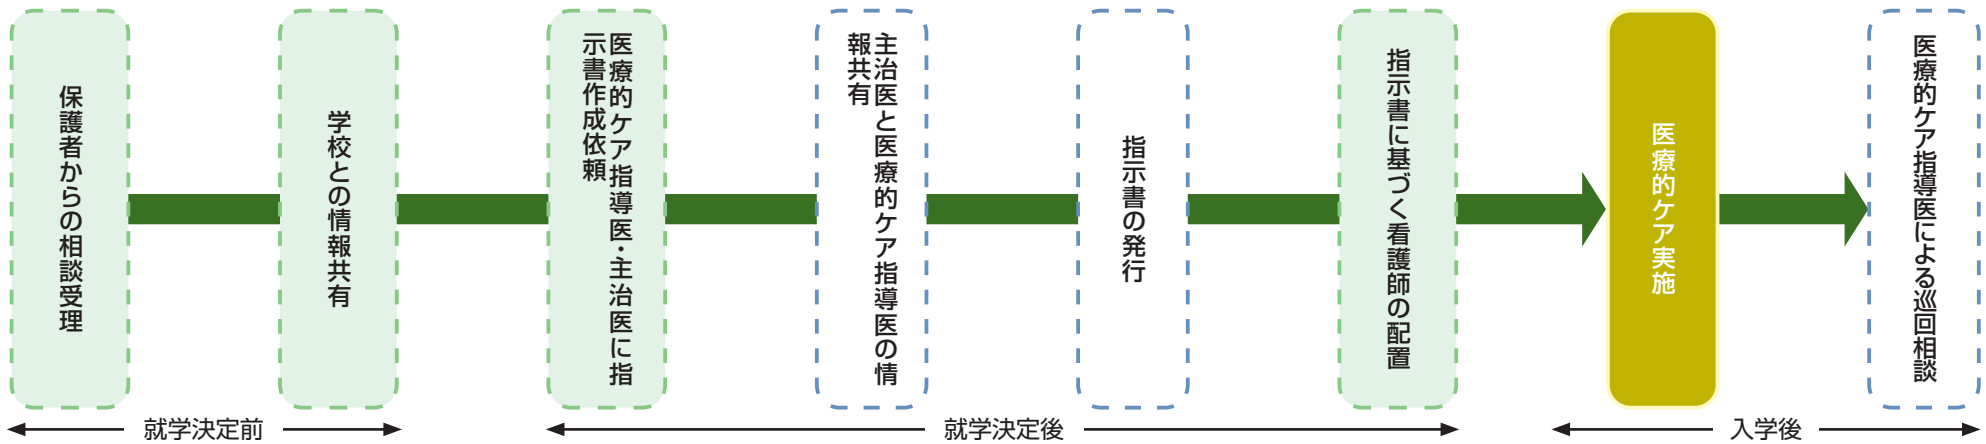 保護者からの相談受理
学校との情報共有
医療的ケア指導医・主治医に指
示書作成依頼
主治医と医療的ケア指導医の情
報共有
指示書の発行
指示書に基づく看護師の配置
医療的ケア実施
医療的ケア指導医による巡回相談
就学決定前
就学決定後
入学後